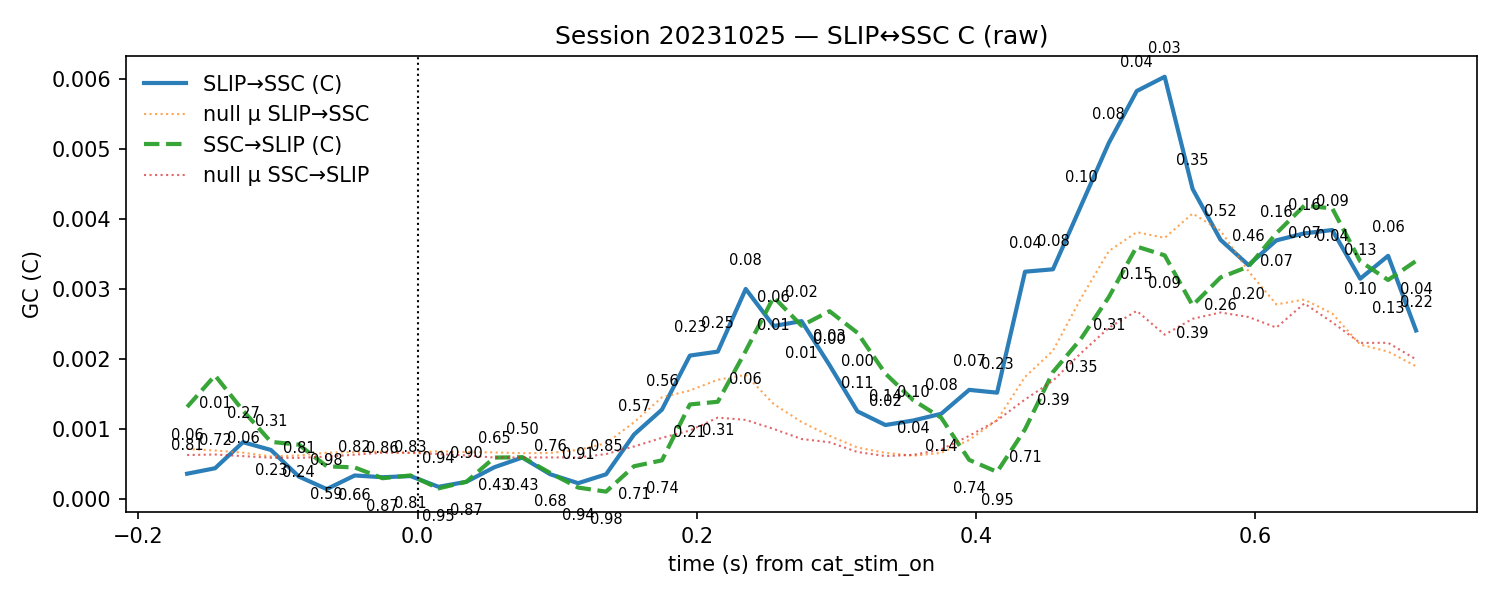 Session 20231025 — SLIP↔SSC C (raw)
SLIP→SSC (C)
null μ SLIP→SSC
SSC→SLIP (C)
null μ SSC→SLIP
GC (C)
0.006
0.005
0.004
0.003
0.002
0.001
0.000
0.81 0.72 0.06 0.31 0.81 0.98 0.82 0.86 0.83 0.94 0.90 0.65 0.50 0.76 0.91 0.85 0.57 0.56 0.23 0.25 0.08 0.06 0.02 0.03 0.11 0.14 0.10 0.08 0.07 0.23 0.04 0.08 0.10 0.08 0.04 0.03 0.35 0.52 0.46 0.07 0.07 0.04 0.10 0.06 0.22
0.06 0.01 0.27 0.23 0.24 0.59 0.66 0.87 0.81 0.95 0.87 0.43 0.43 0.68 0.94 0.98 0.71 0.74 0.21 0.31 0.06 0.01 0.01 0.00 0.00 0.02 0.04 0.14 0.74 0.95 0.71 0.39 0.35 0.31 0.15 0.09 0.39 0.26 0.20 0.16 0.16 0.09 0.13 0.13 0.04
−0.2 0.0 0.2 0.4 0.6
time (s) from cat_stim_on